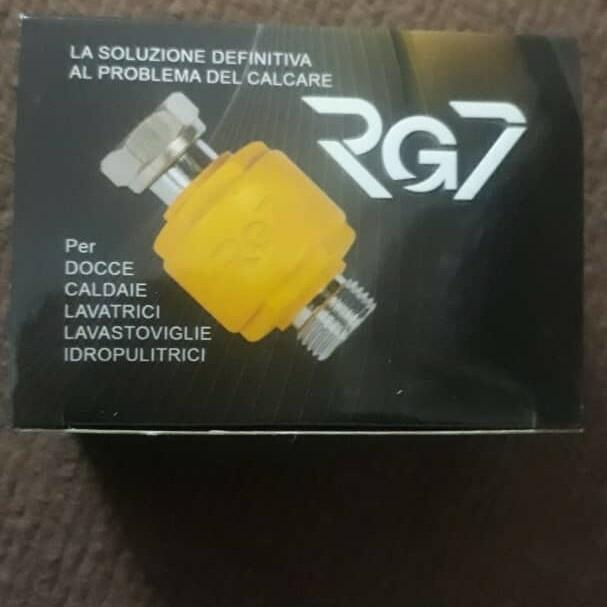 LA SOLUZIONE DEFINITIVA
AL PROBLEMA DEL CALCARE
RG7
Per
DOCCE
CALDAIE
LAVATRICI
LAVASTOVIGLIE
IDROPULITRICI